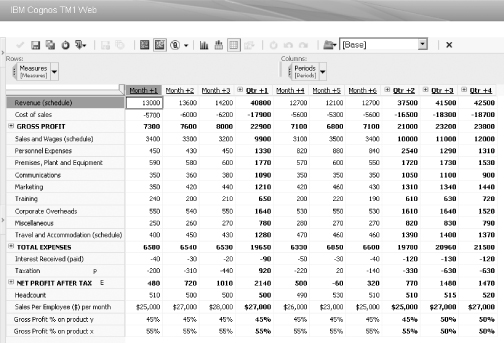 IBM Cognos TM1 Web
[Base]
Rows: Columns:
Measures Periods
[Measures] [Periods]
Month +1 Month +2 Month +3 Qtr +1 Month +4 Month +5 Month +6 Qtr +2 Qtr +3 Qtr +4
Revenue (schedule) 13000 13600 14200 40800 12700 12100 12700 37500 41500 42500
Cost of sales -5700 -6000 -6200 -17900 -5600 -5300 -5600 -16500 -18300 -18700
GROSS PROFIT 7300 7600 8000 22900 7100 6800 7100 21000 23200 23800
Salaries and Wages (schedule) 3400 3300 3200 9900 3100 3500 3400 10000 11000 12000
Personnel Expenses 450 430 450 1330 820 880 840 2540 1290 1310
Premises, Plant and Equipment 590 580 600 1770 570 600 550 1720 1730 1530
Communications 350 360 380 1090 350 350 350 1050 1100 900
Marketing 350 420 440 1210 420 460 430 1310 1340 1440
Training 240 200 210 650 200 220 190 610 630 720
Corporate Overheads 550 540 550 1640 530 550 530 1610 1640 1520
Miscellaneous 250 260 270 780 280 270 270 820 830 790
Travel and Accommodation (schedule) 400 450 430 1280 470 460 460 1390 1400 1370
TOTAL EXPENSES 6580 6540 6530 19650 6330 6850 6600 19780 20960 21580
Interest Received (paid) -40 -30 -20 -90 -50 -30 -40 -120 -130 -120
Taxation P -200 -310 -440 920 -220 20 -140 -330 -630 -630
NET PROFIT AFTER TAX E 480 720 1010 2140 500 -60 320 770 1480 1470
Headcount 510 500 500 500 490 530 510 510 515 520
Sales Per Employee ($) per month $25,000 $27,000 $28,000 $27,000 $26,000 $23,000 $25,000 $25,000 $27,000 $27,000
Gross Profit % on product y 45% 45% 45% 45% 45% 45% 45% 45% 50% 50%
Gross Profit % on product x 55% 55% 55% 55% 55% 55% 55% 55% 50% 50%